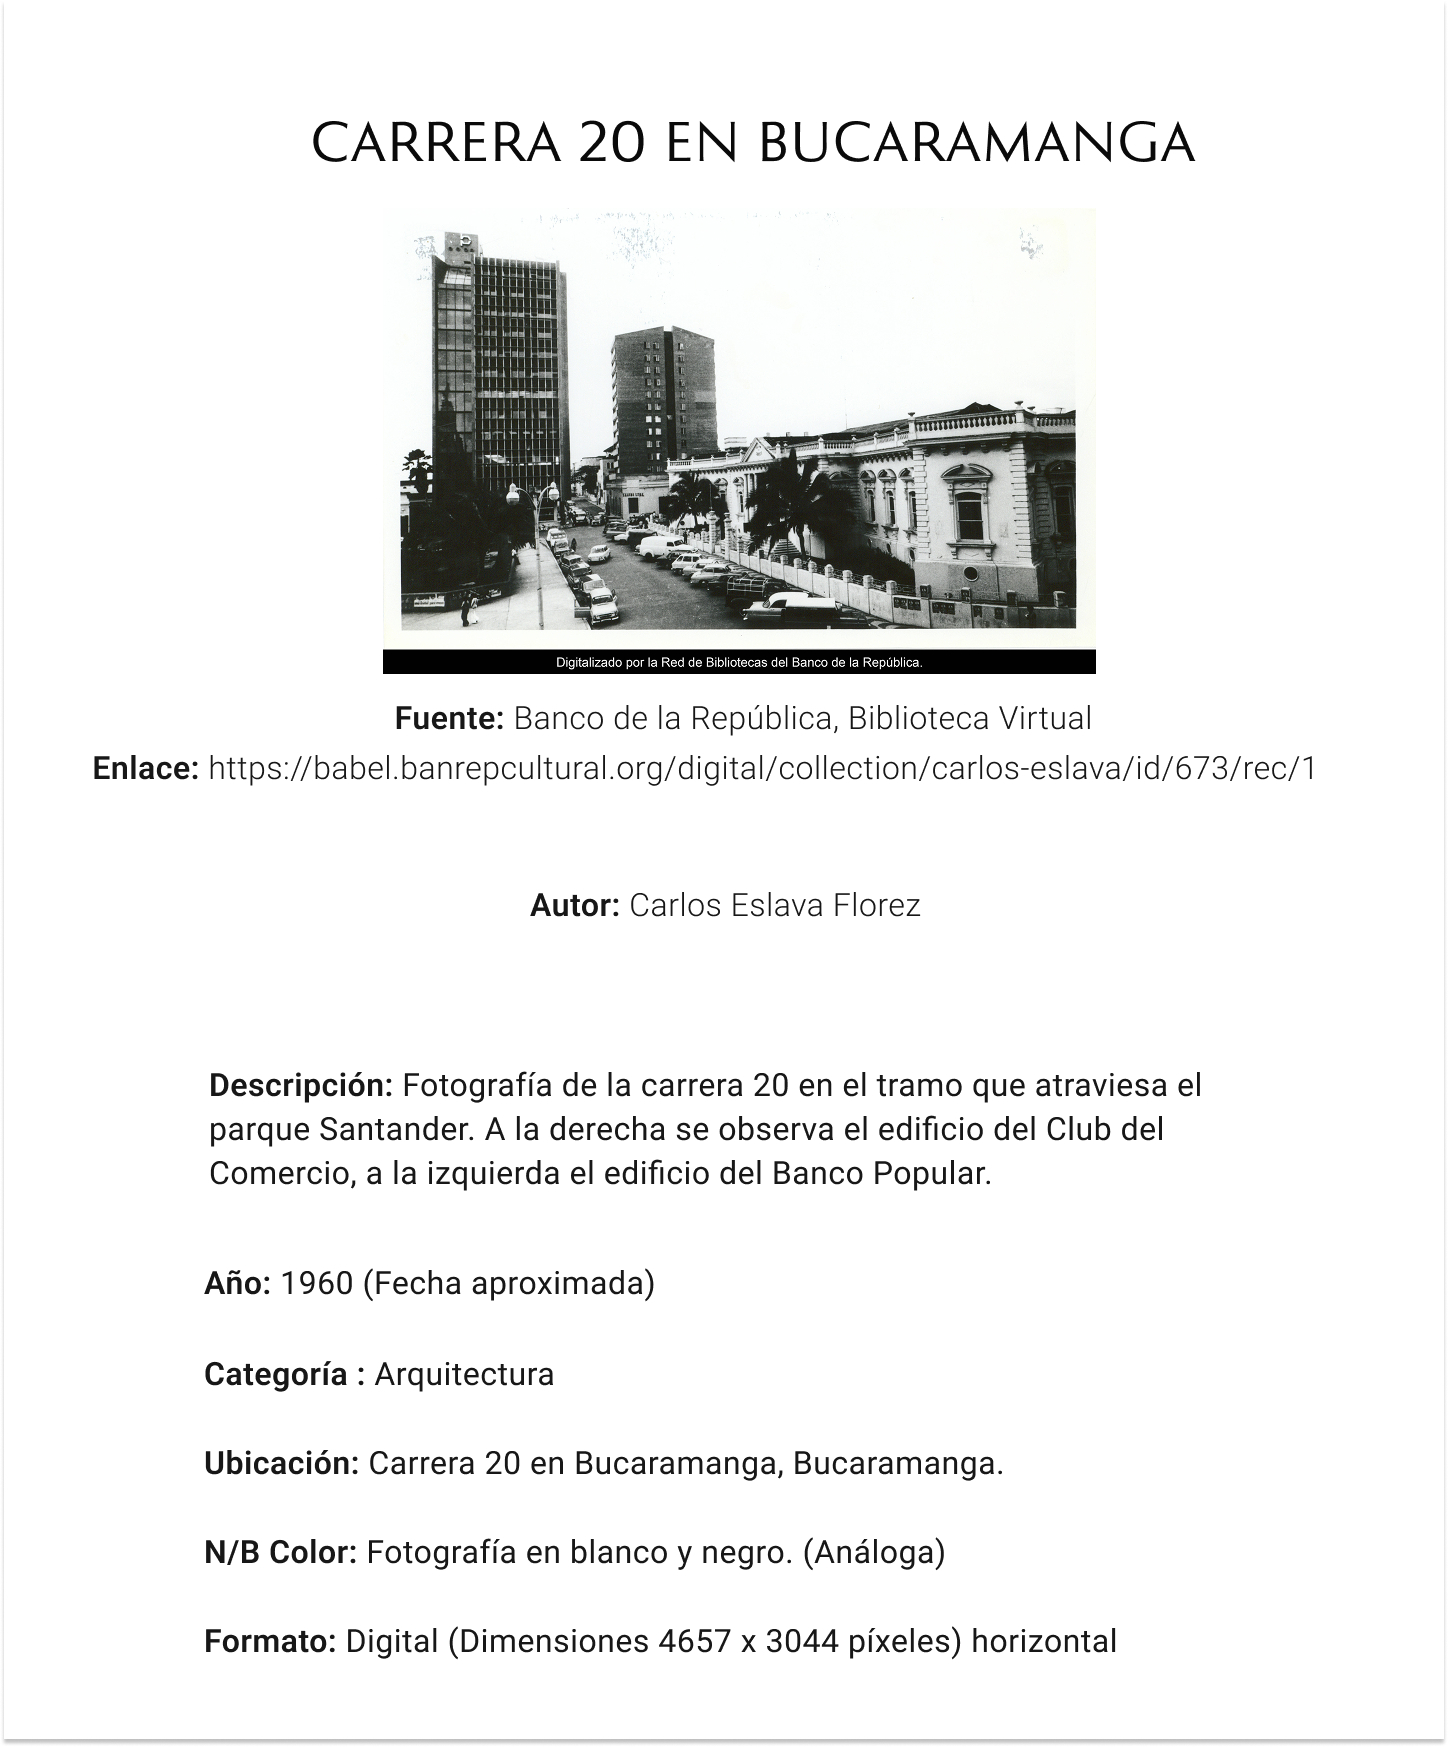 CARRERA 20 EN BUCARAMANGA
Digitalizado por la Red de Bibliotecas del Banco de la República.
Fuente: Banco de la República, Biblioteca Virtual
Enlace: https://babel.banrepcultural.org/digital/collection/carlos-eslava/id/673/rec/1
Autor: Carlos Eslava Florez
Descripción: Fotografía de la carrera 20 en el tramo que atraviesa el
parque Santander. A la derecha se observa el edificio del Club del
Comercio, a la izquierda el edificio del Banco Popular.
Año: 1960 (Fecha aproximada)
Categoría : Arquitectura
Ubicación: Carrera 20 en Bucaramanga, Bucaramanga.
N/B Color: Fotografía en blanco y negro. (Análoga)
Formato: Digital (Dimensiones 4657 x 3044 píxeles) horizontal